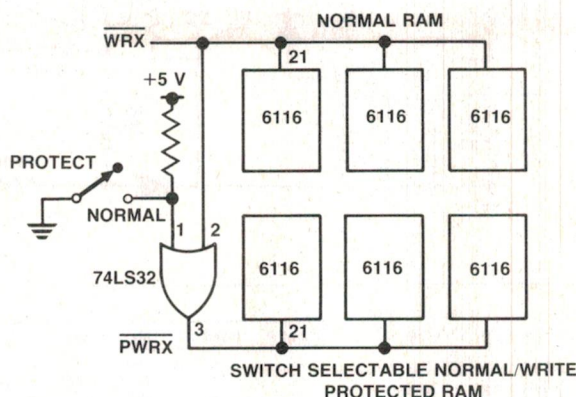 NORMAL RAM
WRX
21
+5 V
6116 6116 6116
PROTECT
NORMAL
1 2
74LS32
6116 6116 6116
3 21
PWRX
SWITCH SELECTABLE NORMAL/WRITE
PROTECTED RAM